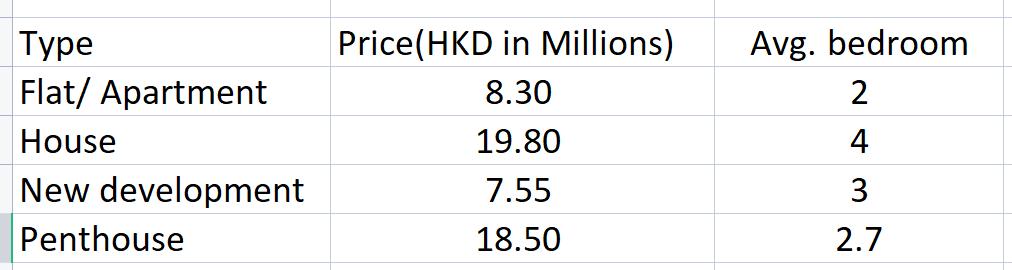 Type Price(HKD in Millions) Avg. bedroom
Flat/ Apartment 8.30 2
House 19.80 4
New development 7.55 3
Penthouse 18.50 2.7